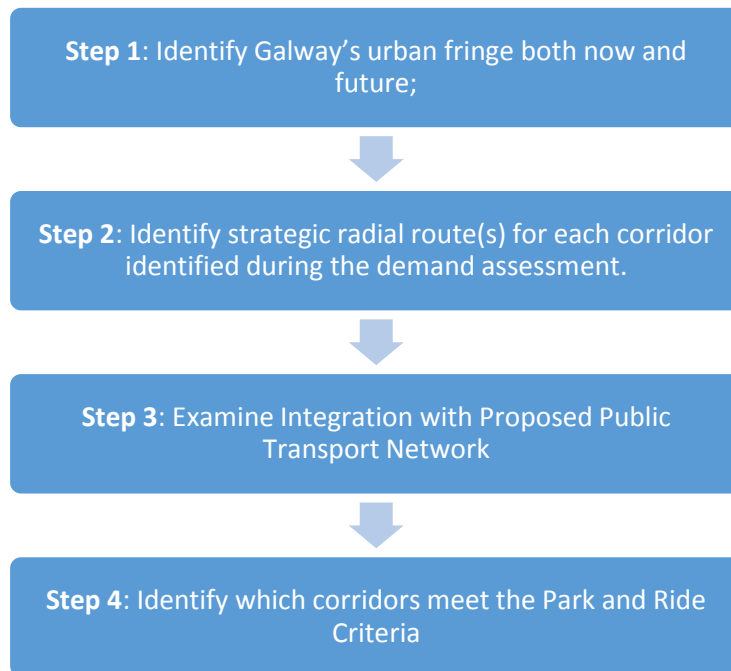 Step 1: Identify Galway's urban fringe both now and
future;
Step 2: Identify strategic radial route(s) for each corridor
identified during the demand assessment.
Step 3: Examine Integration with Proposed Public
Transport Network
Step 4: Identify which corridors meet the Park and Ride
Criteria